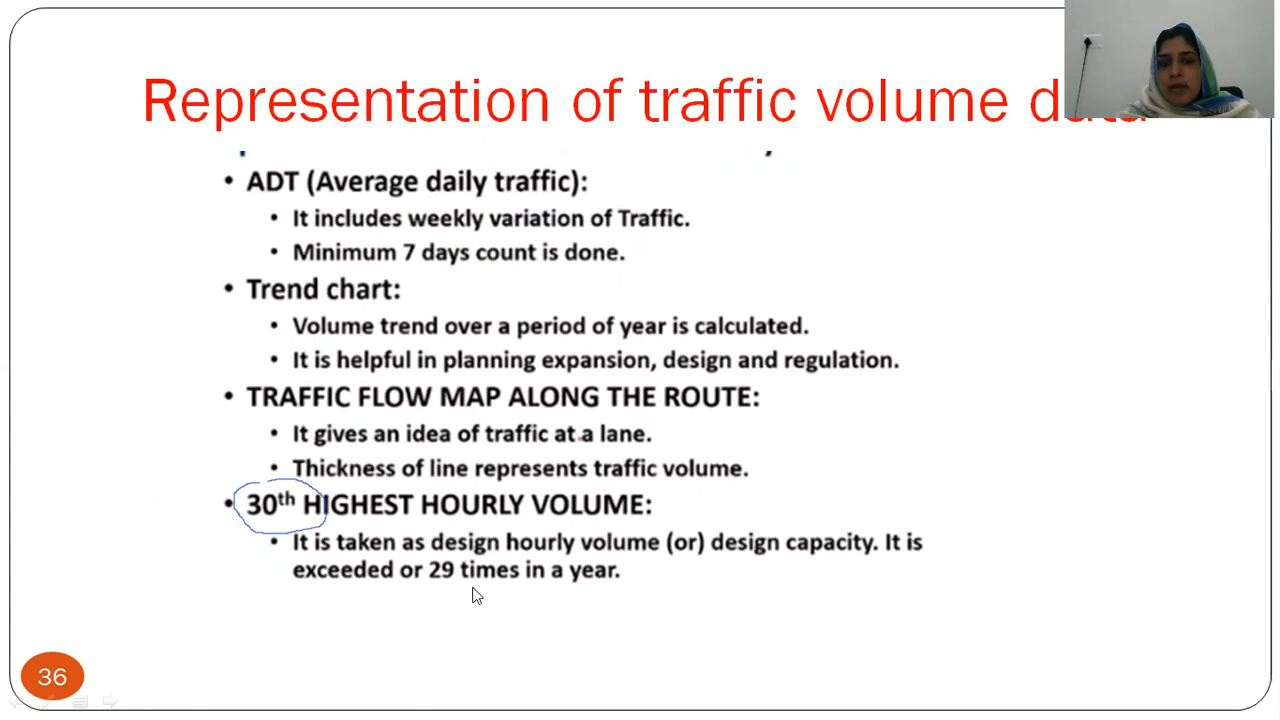 Representation of traffic volume data
• ADT (Average daily traffic):
• It includes weekly variation of Traffic.
• Minimum 7 days count is done.
• Trend chart:
• Volume trend over a period of year is calculated.
• It is helpful in planning expansion, design and regulation.
• TRAFFIC FLOW MAP ALONG THE ROUTE:
• It gives an idea of traffic at a lane.
• Thickness of line represents traffic volume.
• 30th HIGHEST HOURLY VOLUME:
• It is taken as design hourly volume (or) design capacity. It is
exceeded or 29 times in a year.
36